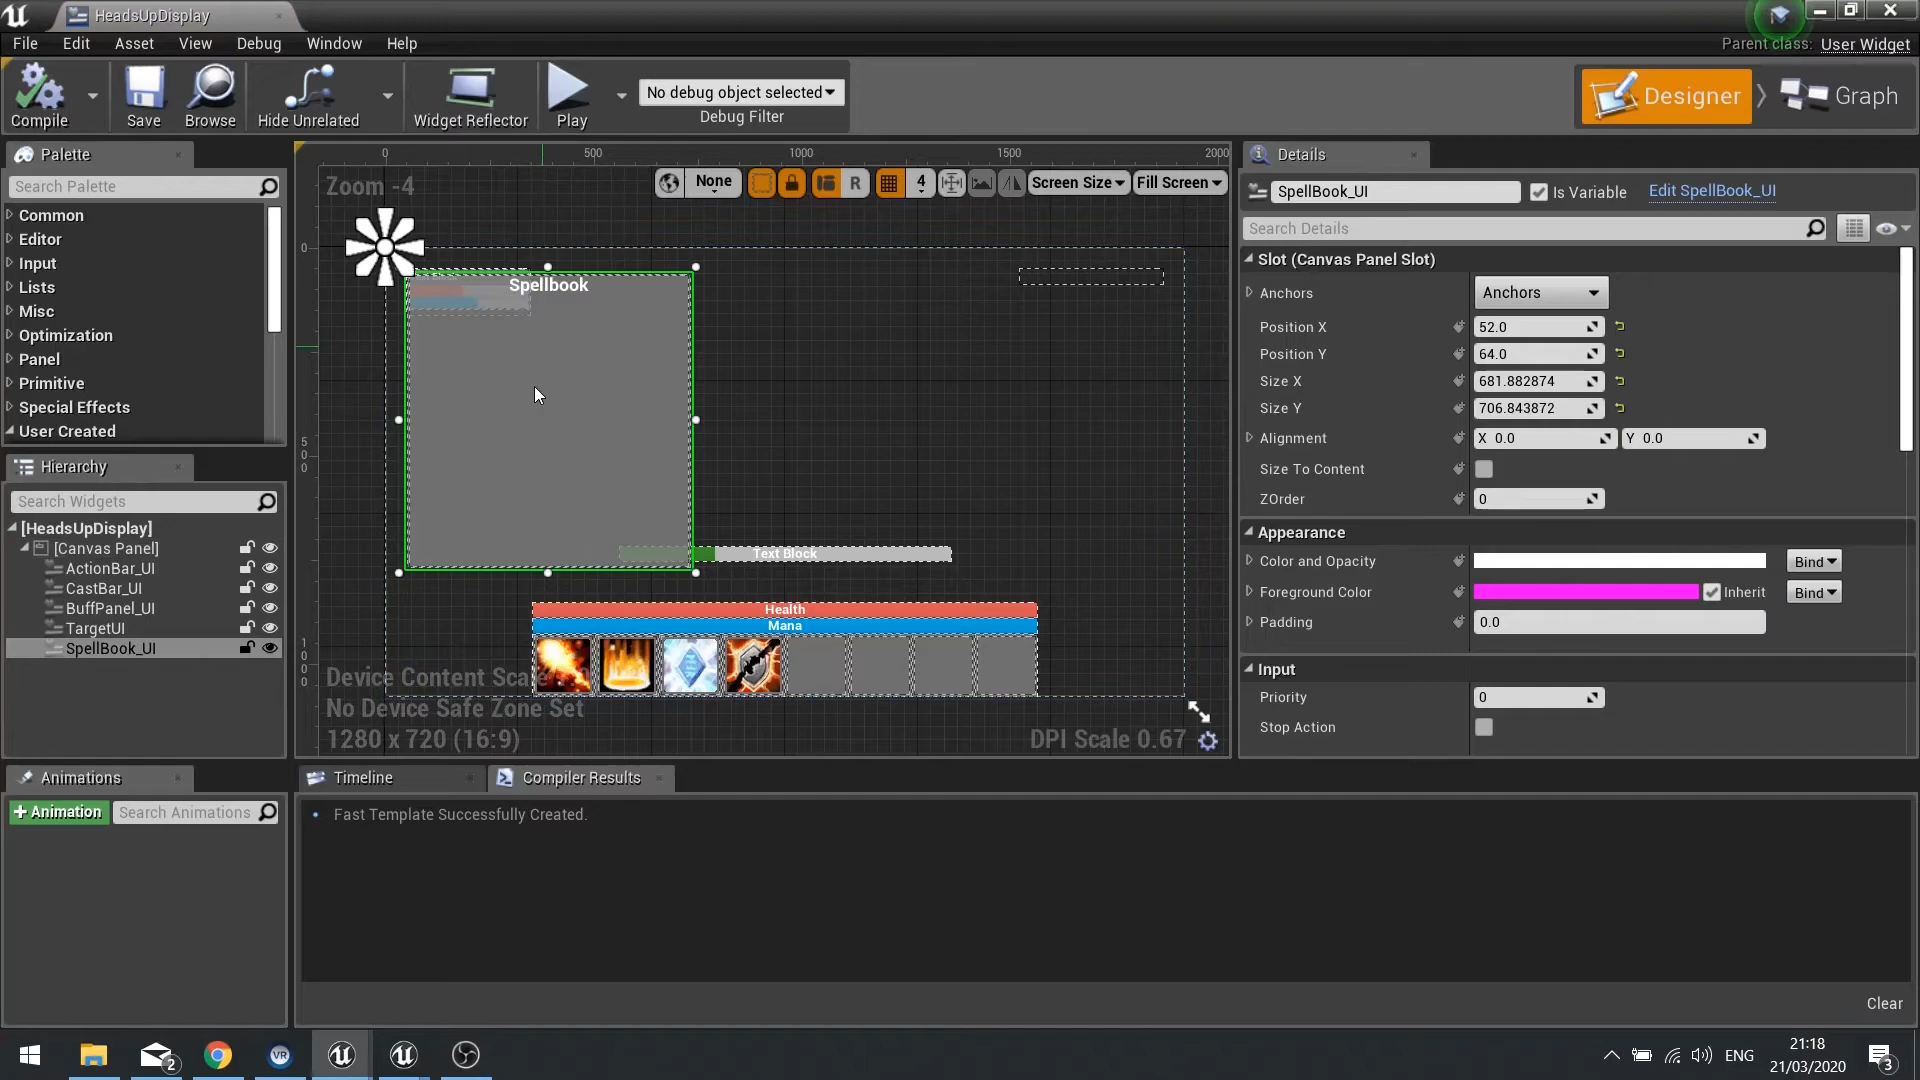 HeadsUpDisplay
File Edit Asset View Debug Window Help
Parent class: User Widget
Compile Save Browse Hide Unrelated Widget Reflector Play
No debug object selected
Debug Filter
Designer Graph
Palette
Search Palette
Common
Editor
Input
Lists
Misc
Optimization
Panel
Primitive
Special Effects
User Created
Hierarchy
Search Widgets
[HeadsUpDisplay]
[Canvas Panel]
ActionBar_UI
CastBar_UI
BuffPanel_UI
TargetUI
SpellBook_UI
Animations
+ Animation Search Animations
0 500 1000 1500 2000
Zoom -4
None R 4 Screen Size Fill Screen
0
500
1000
Spellbook
Text Block
Health
Mana
Device Content Scale
No Device Safe Zone Set
1280 x 720 (16:9)
DPI Scale 0.67
Timeline Compiler Results
Fast Template Successfully Created.
Clear
Details
SpellBook_UI Is Variable Edit SpellBook_UI
Search Details
Slot (Canvas Panel Slot)
Anchors Anchors
Position X 52.0
Position Y 64.0
Size X 681.882874
Size Y 706.843872
Alignment X 0.0 Y 0.0
Size To Content
ZOrder 0
Appearance
Color and Opacity Bind
Foreground Color Inherit Bind
Padding 0.0
Input
Priority 0
Stop Action
2
VR
ENG
21:18
21/03/2020
3